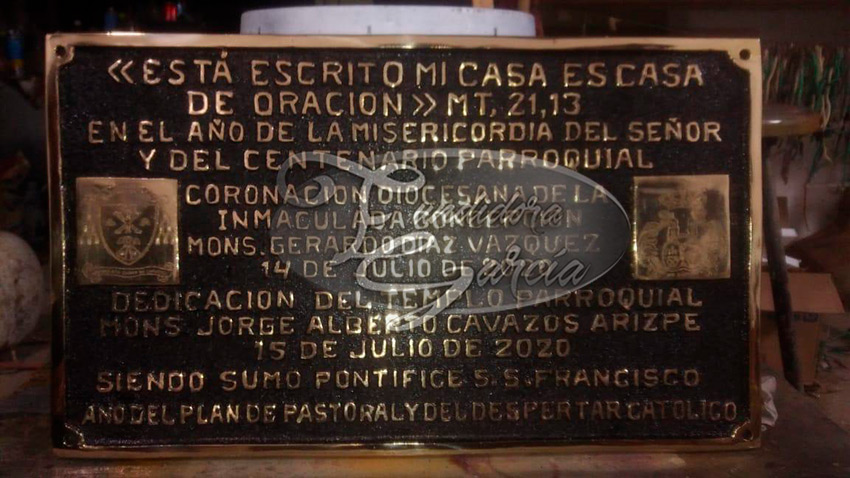 «ESTÁ ESCRITO MI CASA ES CASA
DE ORACION» MT, 21,13
EN EL AÑO DE LA MISERICORDIA DEL SEÑOR
Y DEL CENTENARIO PARROQUIAL
CORONACION DIOCESANA DE LA
INMACULADA
MONS. GERARDO DIAZ VAZQUEZ
14 DE JULIO DE
DEDICACION DEL TEMPLO PARROQUIAL
MONS. JORGE ALBERTO CAVAZOS ARIZPE
15 DE JULIO DE 2020
SIENDO SUMO PONTIFICE S.S. FRANCISCO
AÑO DEL PLAN DE PASTORAL Y DEL DESPERTAR CATOLICO
Fundidora
García